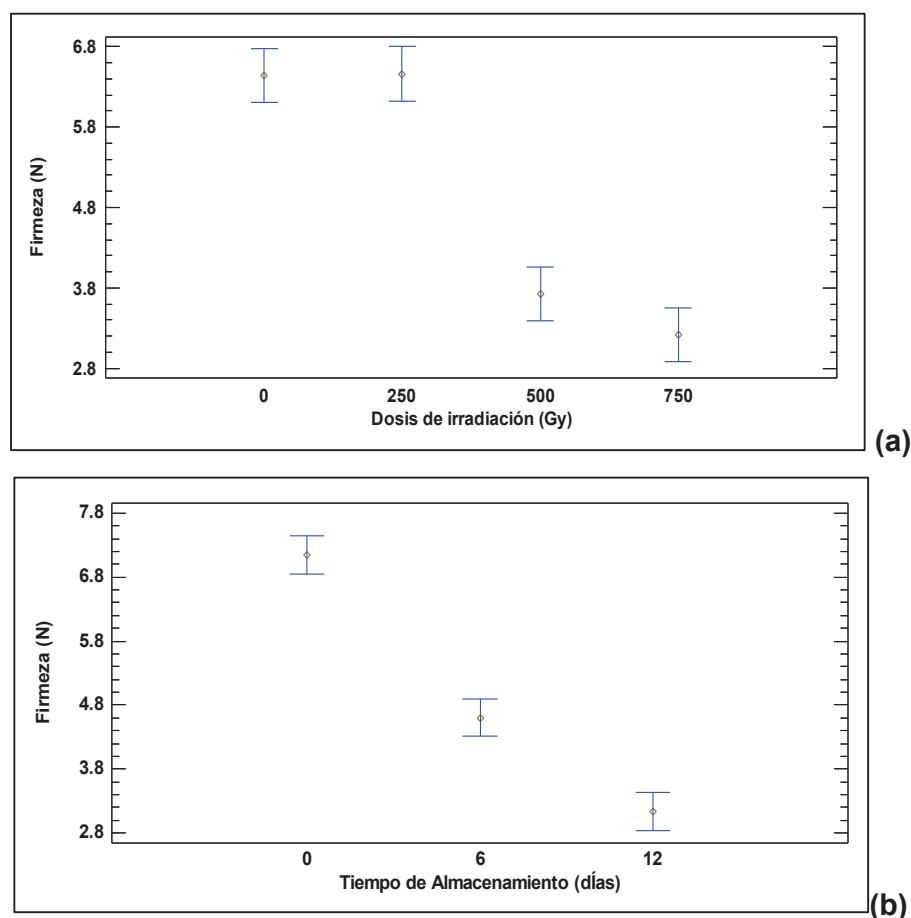 6.8
5.8
4.8
3.8
2.8
Firmeza (N)
0 250 500 750
Dosis de irradiación (Gy)
(a)
7.8
6.8
5.8
4.8
3.8
2.8
Firmeza (N)
0 6 12
Tiempo de Almacenamiento (dÍas)
(b)